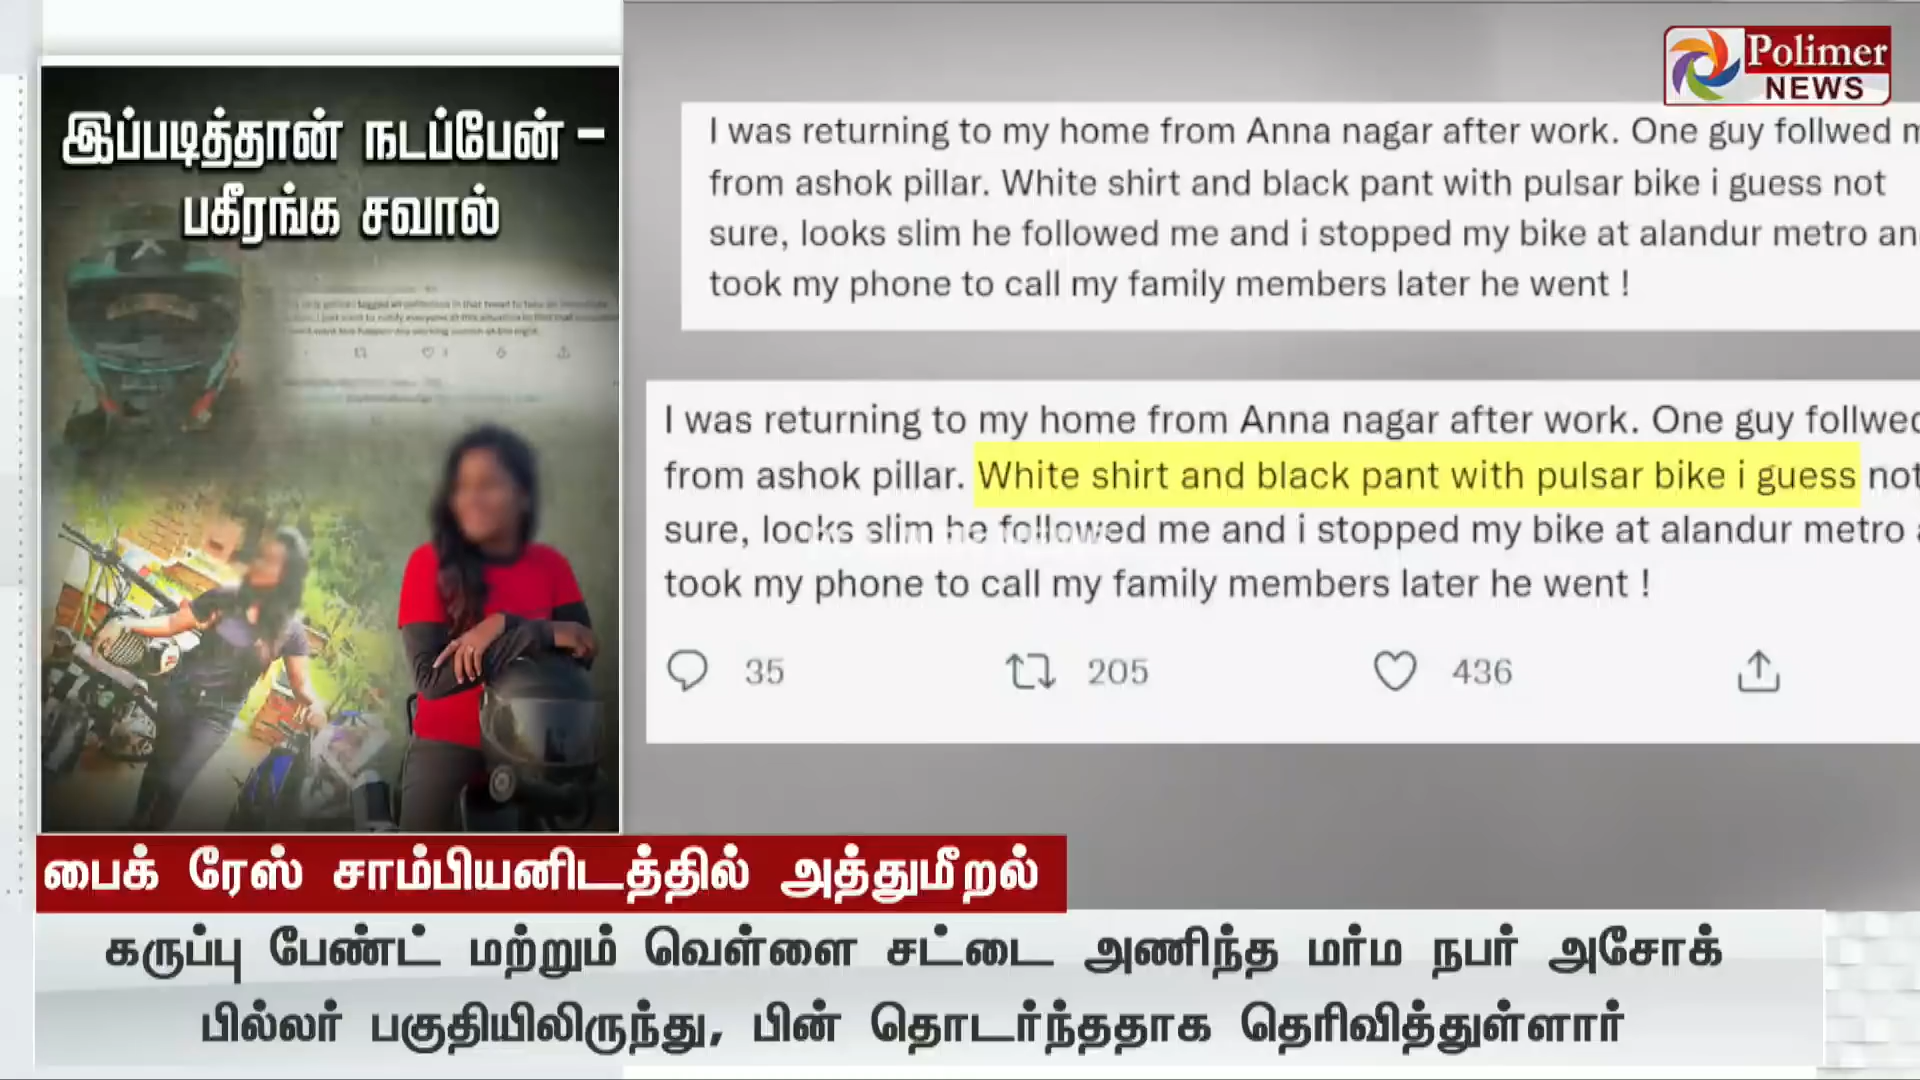 Polimer
NEWS
இப்படித்தான் நடப்பேன் –
பகீரங்க சவால்
I was returning to my home from Anna nagar after work. One guy follwed
from ashok pillar. White shirt and black pant with pulsar bike i guess not
sure, looks slim he followed me and i stopped my bike at alandur metro
took my phone to call my family members later he went !
I was returning to my home from Anna nagar after work. One guy follwed
from ashok pillar. White shirt and black pant with pulsar bike i guess not
sure, looks slim he followed me and i stopped my bike at alandur metro
took my phone to call my family members later he went !
35 205 436
பைக் ரேஸ் சாம்பியனிடத்தில் அத்துமீறல்
கருப்பு பேண்ட் மற்றும் வெள்ளை சட்டை அணிந்த மர்ம நபர் அசோக்
பில்லர் பகுதியிலிருந்து, பின் தொடர்ந்ததாக தெரிவித்துள்ளார்